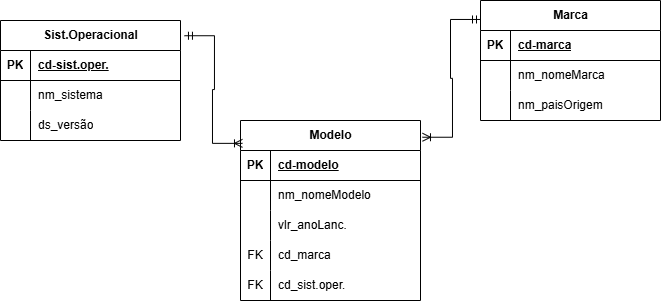 Sist.Operacional
PK cd-sist.oper.
nm_sistema
ds_versão
Marca
PK cd-marca
nm_nomeMarca
nm_paisOrigem
Modelo
PK cd-modelo
nm_nomeModelo
vlr_anoLanc.
FK cd_marca
FK cd_sist.oper.